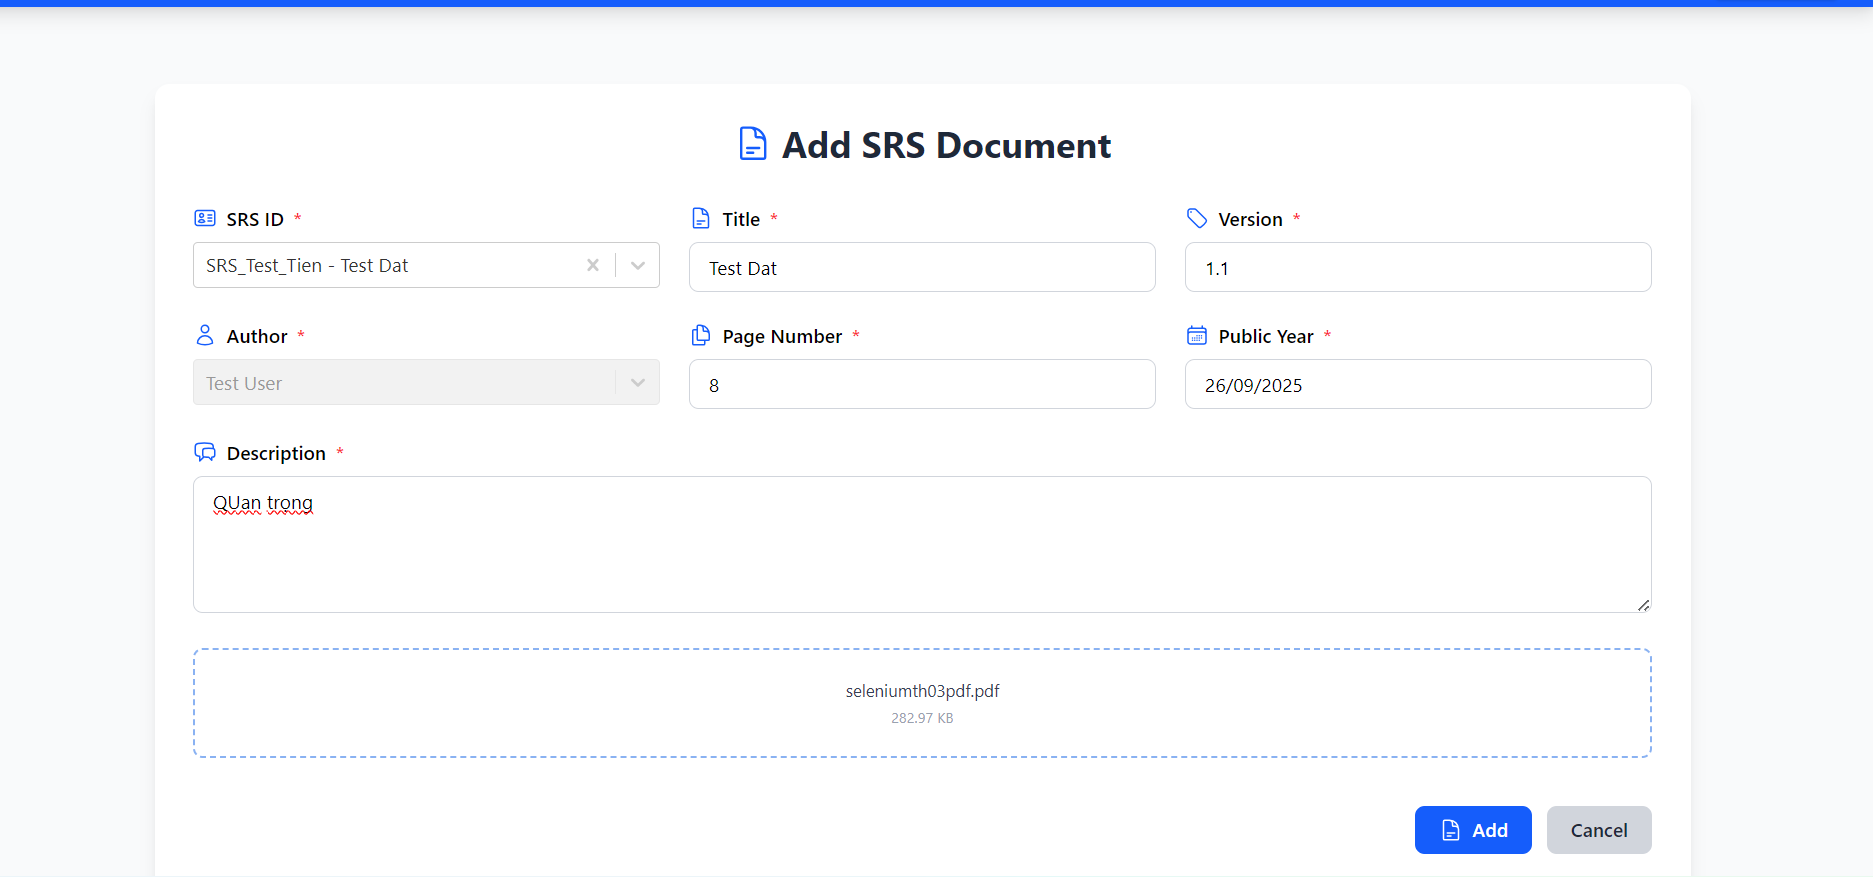 Add SRS Document
SRS ID *
Title *
Version *
SRS_Test_Tien - Test Dat
Test Dat
1.1
Author *
Page Number *
Public Year *
Test User
8
26/09/2025
Description *
QUan trọng
seleniumth03pdf.pdf
282.97 KB
Add
Cancel